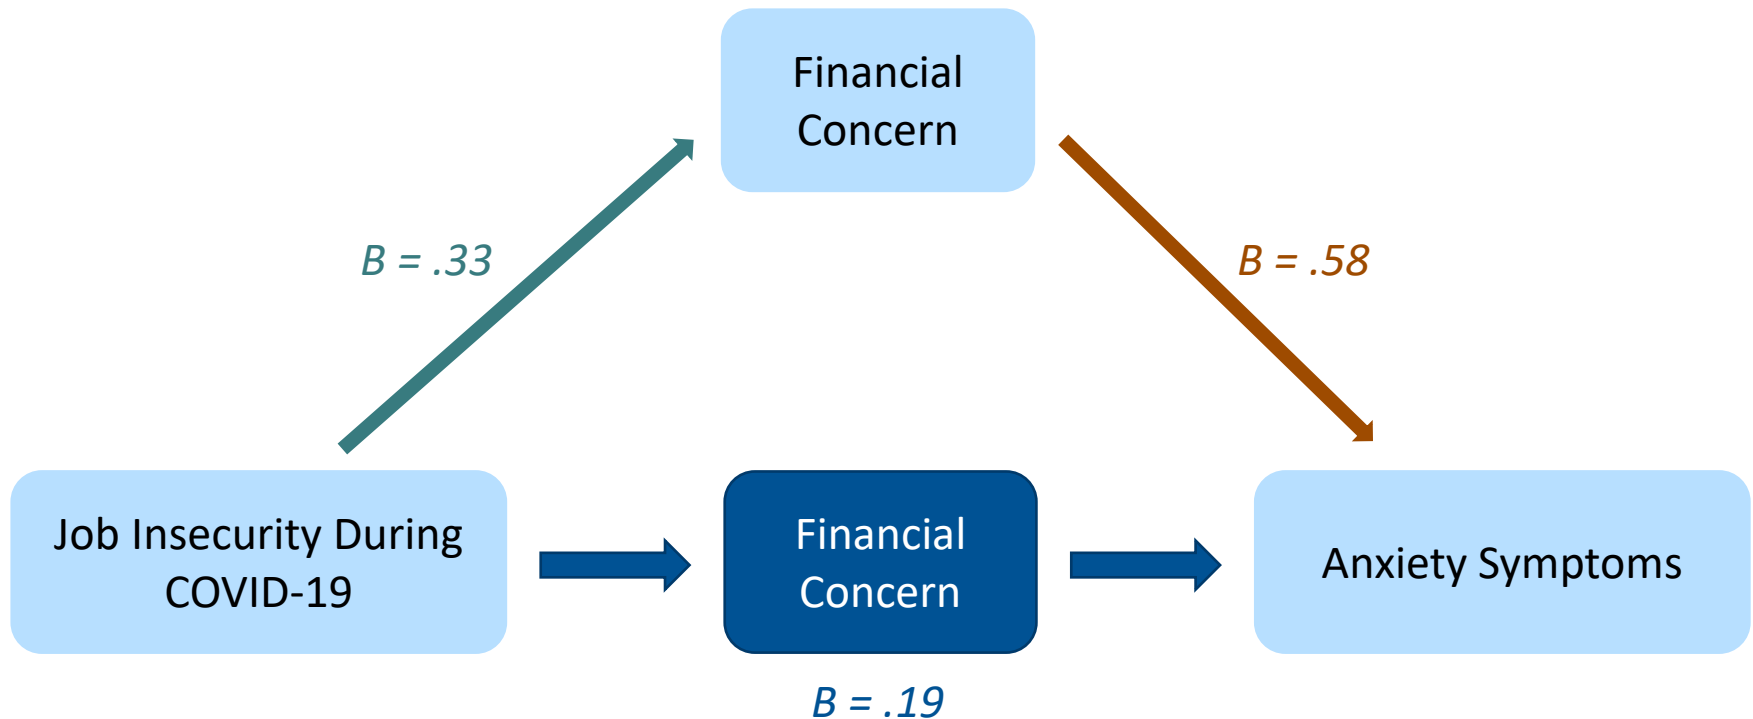 Financial
Concern
B = .33
B = .58
Job Insecurity During
COVID-19
Financial
Concern
Anxiety Symptoms
B = .19